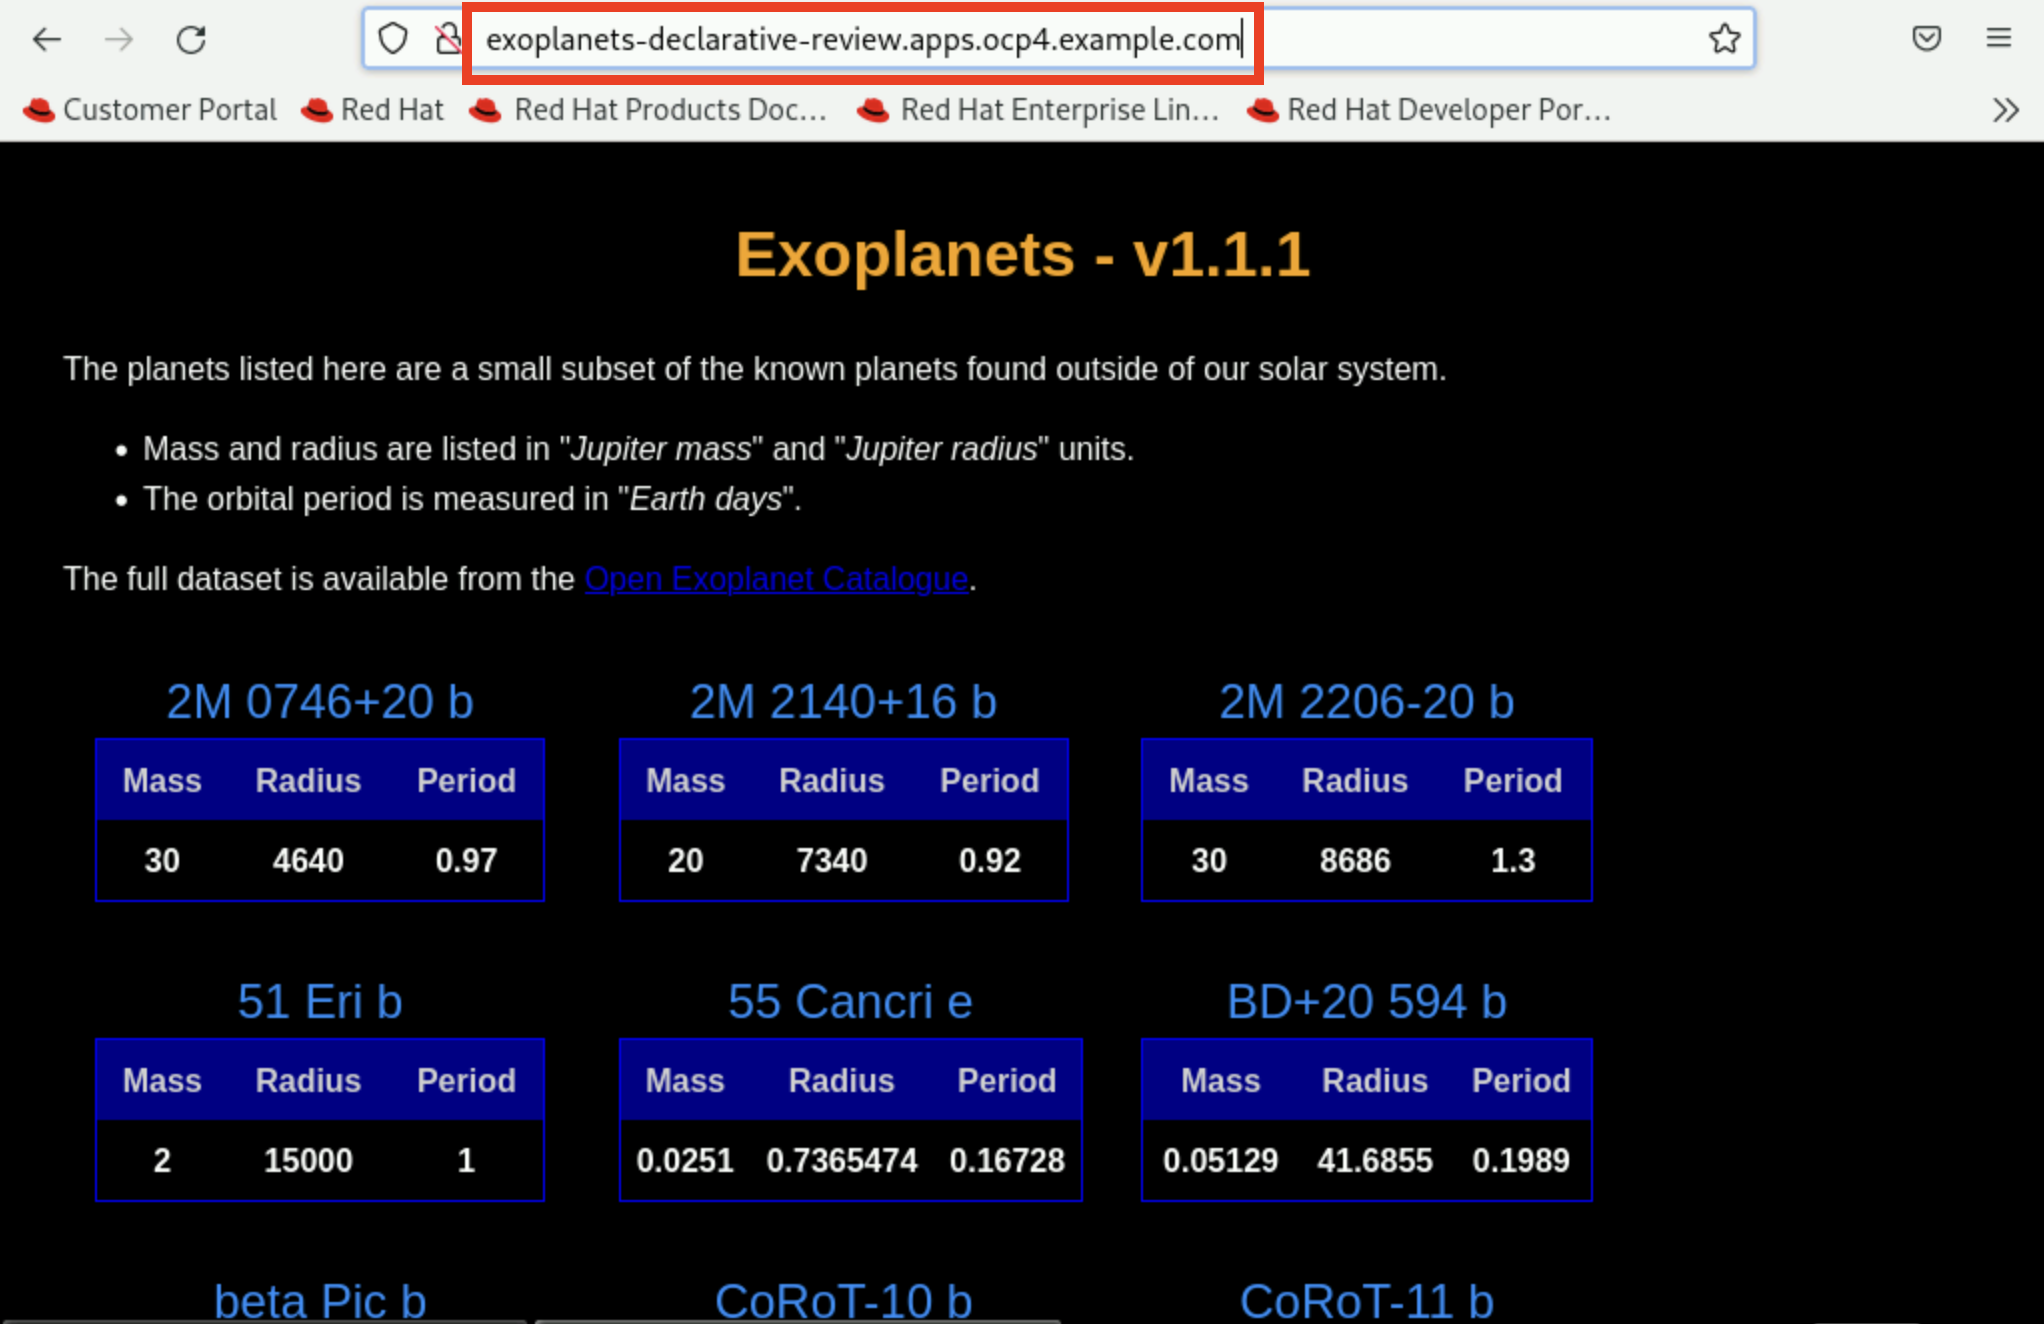 exoplanets-declarative-review.apps.ocp4.example.com
Customer Portal Red Hat Red Hat Products Doc... Red Hat Enterprise Lin... Red Hat Developer Por...
Exoplanets - v1.1.1
The planets listed here are a small subset of the known planets found outside of our solar system.
• Mass and radius are listed in "Jupiter mass" and "Jupiter radius" units.
• The orbital period is measured in "Earth days".
The full dataset is available from the Open Exoplanet Catalogue.
2M 0746+20 b 2M 2140+16 b 2M 2206-20 b
Mass Radius Period Mass Radius Period Mass Radius Period
30 4640 0.97 20 7340 0.92 30 8686 1.3
51 Eri b 55 Cancri e BD+20 594 b
Mass Radius Period Mass Radius Period Mass Radius Period
2 15000 1 0.0251 0.7365474 0.16728 0.05129 41.6855 0.1989
beta Pic b CoRoT-10 b CoRoT-11 b